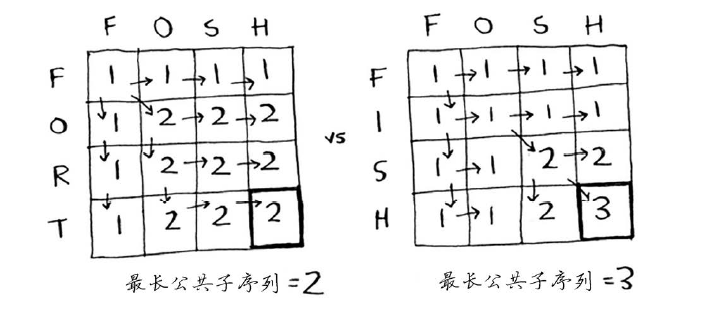 F O S H
F 1 → 1 → 1 → 1
O 1 2 → 2 → 2
R 1 2 → 2 → 2
T 1 2 → 2 → 2
最长公共子序列=2
vs
F O S H
F 1 → 1 → 1 → 1
I 1 → 1 → 1 → 1
S 1 → 1 2 → 2
H 1 → 1 2 3
最长公共子序列=3